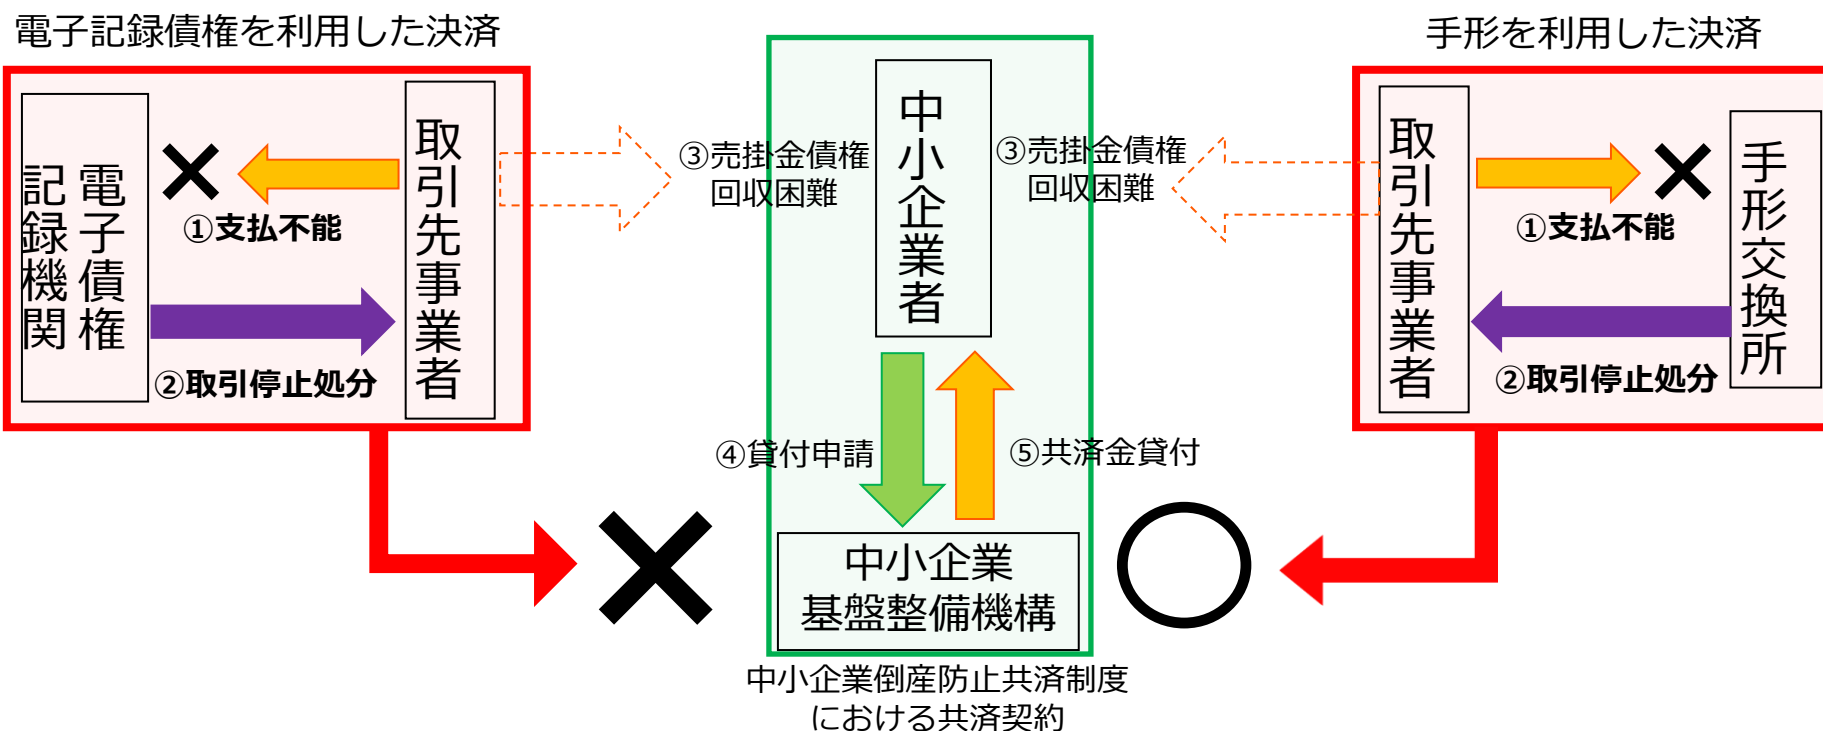 電子記録債権を利用した決済
電子債権
記録機関
①支払不能
②取引停止処分
取引先事業者
③売掛金債権
回収困難
中小企業者
④貸付申請
⑤共済金貸付
中小企業
基盤整備機構
中小企業倒産防止共済制度
における共済契約
手形を利用した決済
③売掛金債権
回収困難
取引先事業者
①支払不能
②取引停止処分
手形交換所